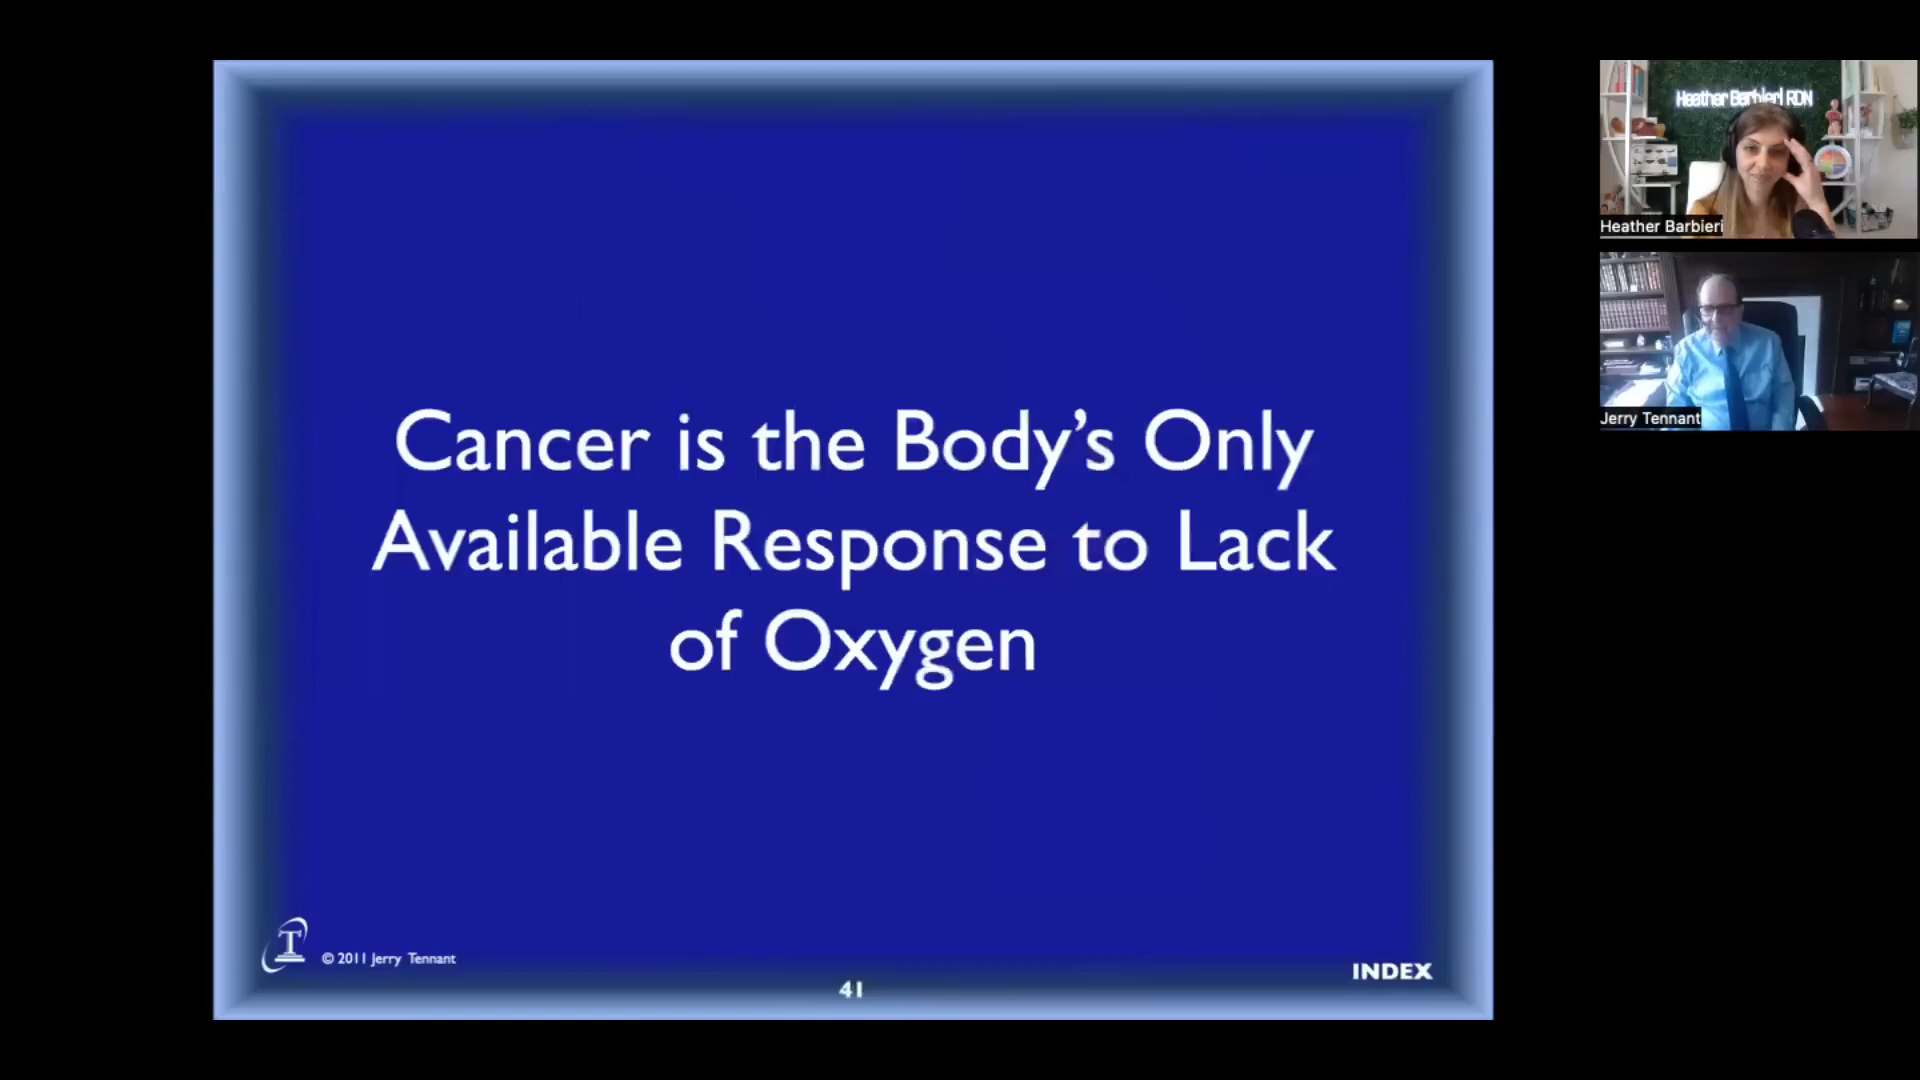 Cancer is the Body’s Only
Available Response to Lack
of Oxygen
T
© 2011 Jerry Tennant
41
INDEX
Heather Barbieri RDN
Heather Barbieri
Jerry Tennant